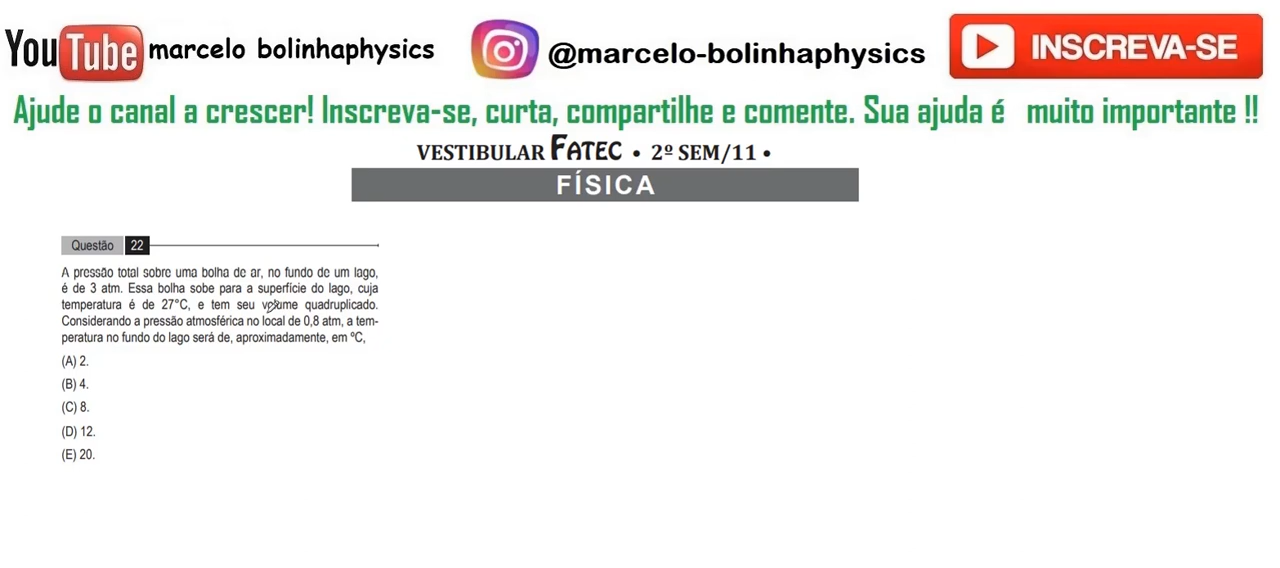 YouTube marcelo bolinhaphysics @marcelo-bolinhaphysics INSCREVA-SE
Ajude o canal a crescer! Inscreva-se, curta, compartilhe e comente. Sua ajuda é muito importante !!
VESTIBULAR FATEC • 2º SEM/11 •
FÍSICA
Questão 22
A pressão total sobre uma bolha de ar, no fundo de um lago,
é de 3 atm. Essa bolha sobe para a superfície do lago, cuja
temperatura é de 27°C, e tem seu volume quadruplicado.
Considerando a pressão atmosférica no local de 0,8 atm, a tem-
peratura no fundo do lago será de, aproximadamente, em ºC,
(A) 2.
(B) 4.
(C) 8.
(D) 12.
(E) 20.